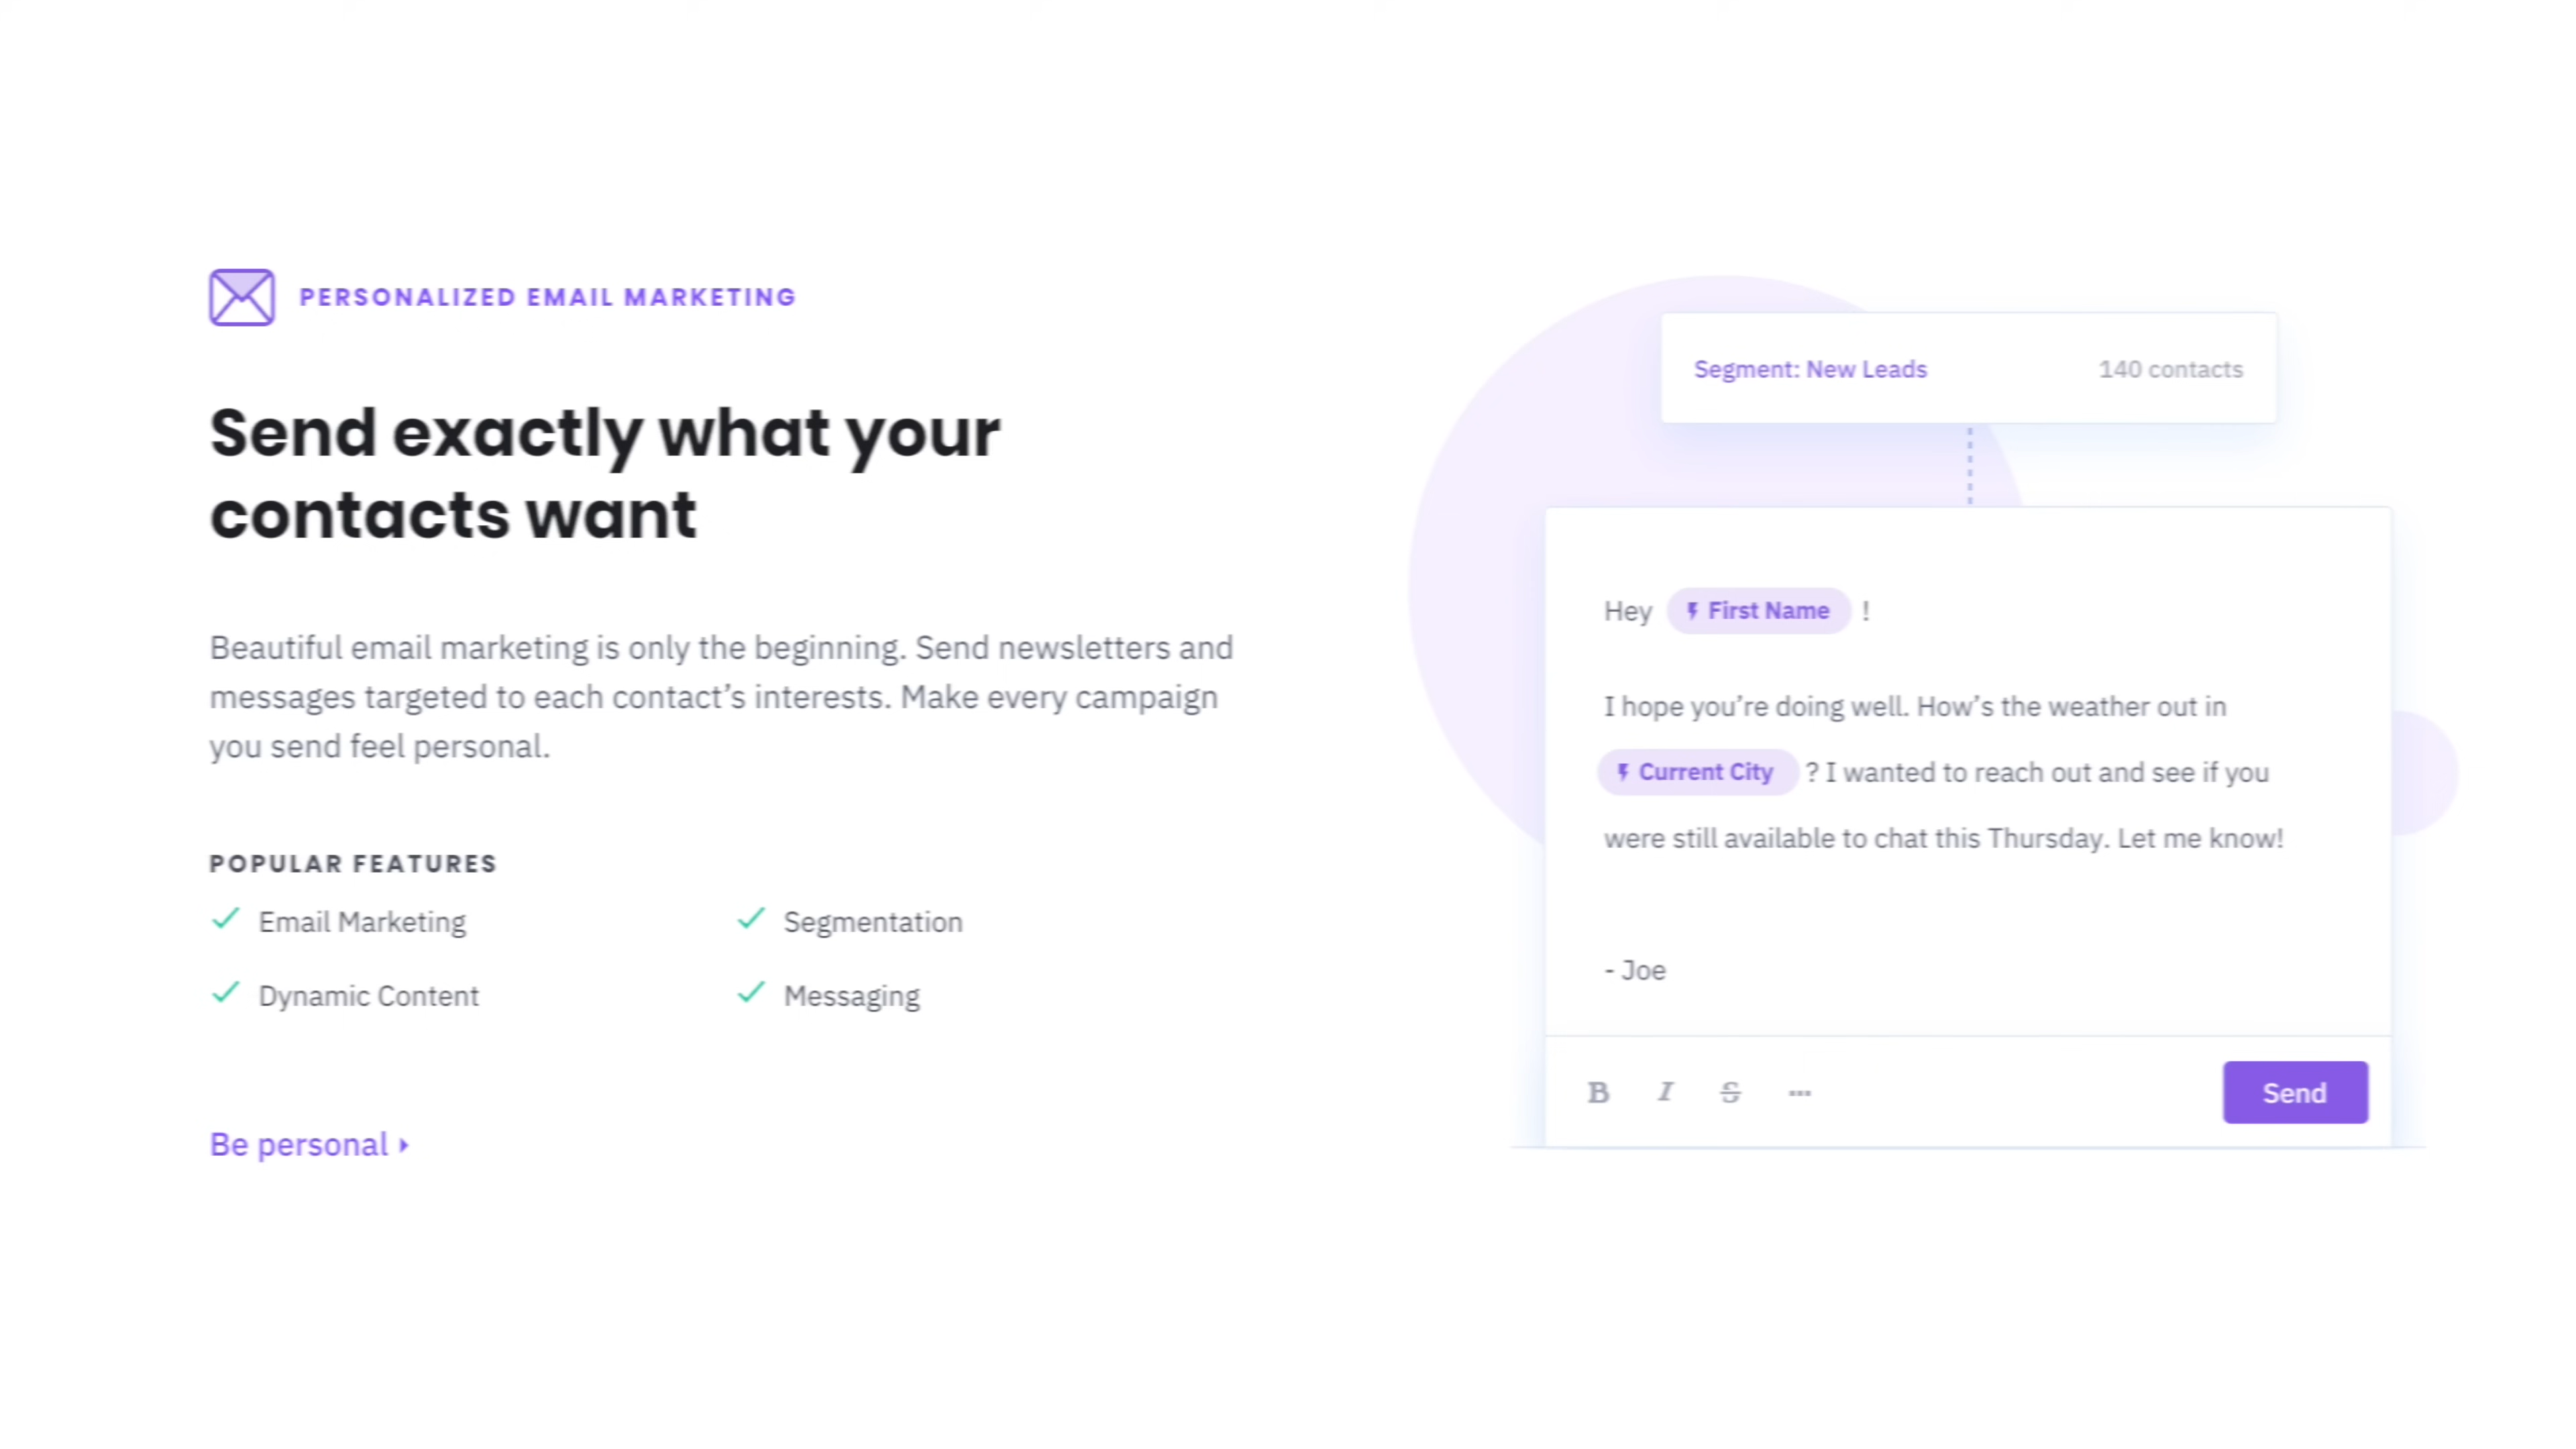 PERSONALIZED EMAIL MARKETING
Send exactly what your
contacts want
Beautiful email marketing is only the beginning. Send newsletters and
messages targeted to each contact’s interests. Make every campaign
you send feel personal.
POPULAR FEATURES
Email Marketing
Segmentation
Dynamic Content
Messaging
Be personal
Segment: New Leads
140 contacts
Hey First Name !
I hope you’re doing well. How’s the weather out in
Current City ? I wanted to reach out and see if you
were still available to chat this Thursday. Let me know!
- Joe
B I S ...
Send